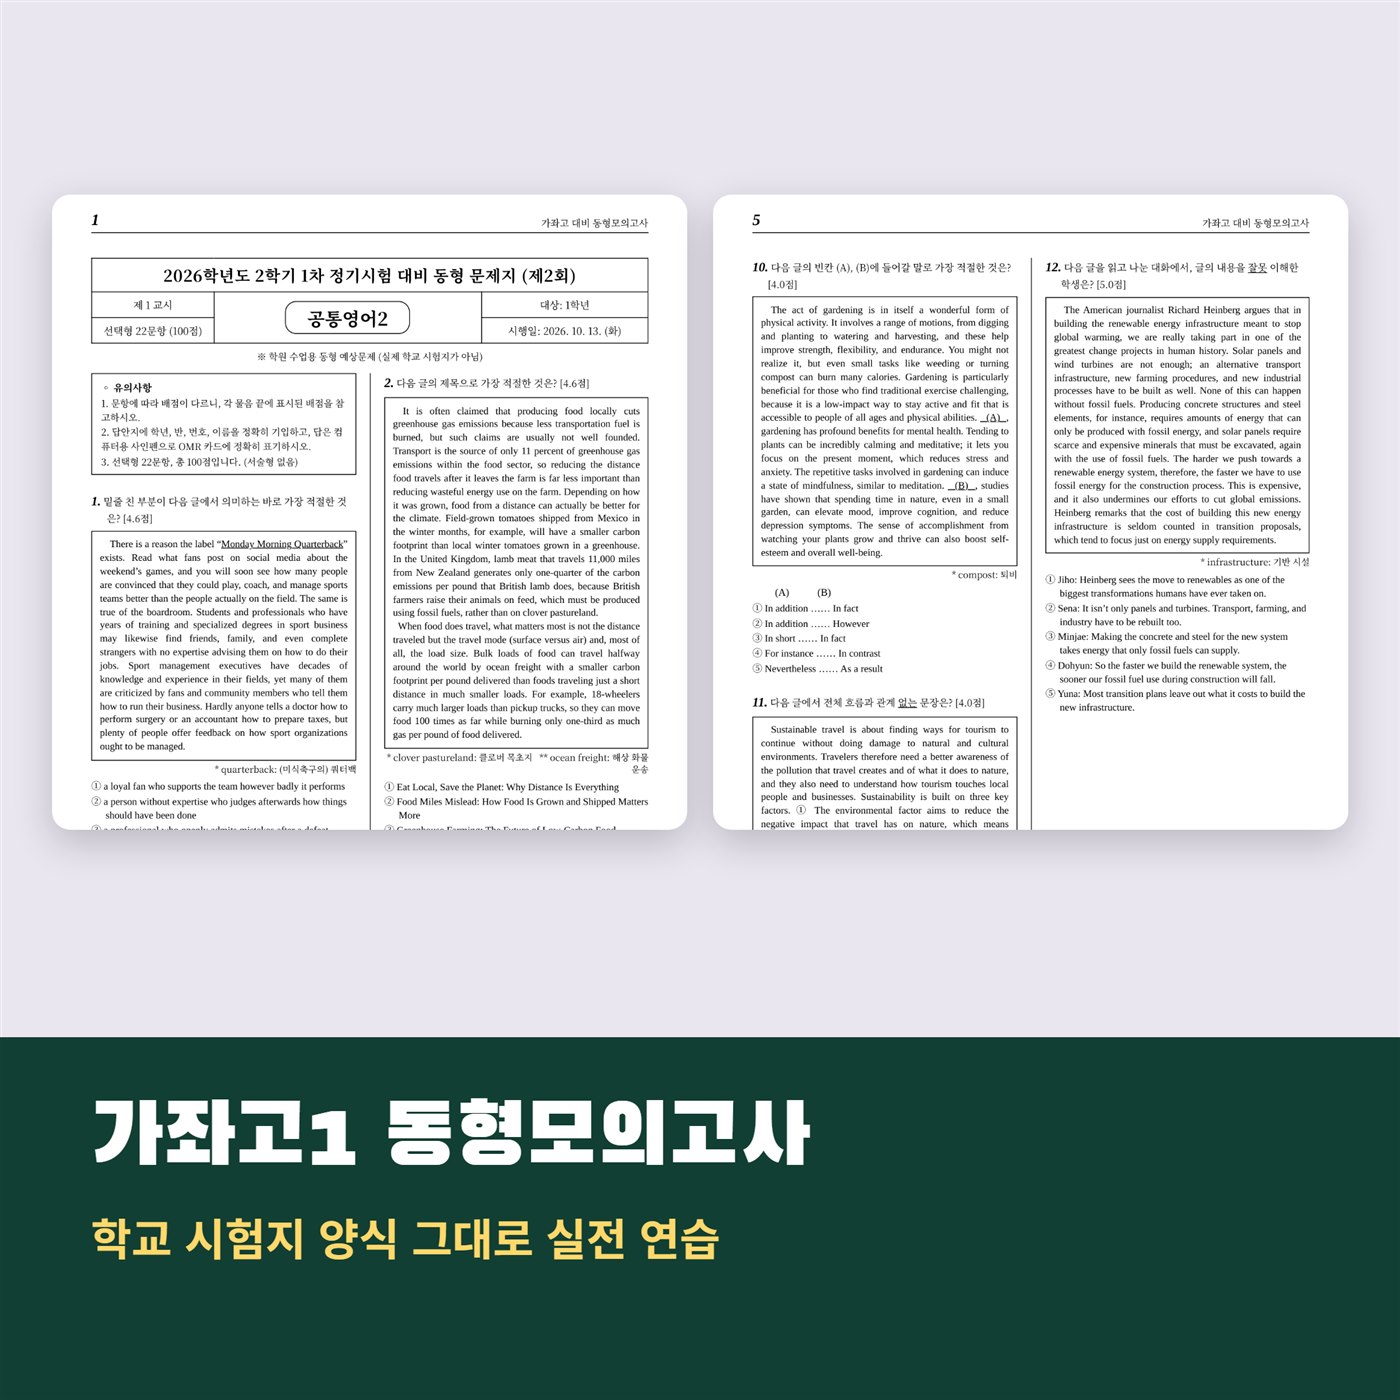 1
가좌고 대비 동형모의고사
2026학년도 2학기 1차 정기시험 대비 동형 문제지 (제2회)
제 1 교시
선택형 22문항 (100점)
공통영어2
대상: 1학년
시행일: 2026. 10. 13. (화)
※ 학원 수업용 동형 예상문제 (실제 학교 시험지가 아님)
◦ 유의사항
1. 문항에 따라 배점이 다르니, 각 물음 끝에 표시된 배점을 참
고하시오.
2. 답안지에 학년, 반, 번호, 이름을 정확히 기입하고, 답은 컴
퓨터용 사인펜으로 OMR 카드에 정확히 표기하시오.
3. 선택형 22문항, 총 100점입니다. (서술형 없음)
1. 밑줄 친 부분이 다음 글에서 의미하는 바로 가장 적절한 것
은? [4.6점]
There is a reason the label “Monday Morning Quarterback”
exists. Read what fans post on social media about the
weekend’s games, and you will soon see how many people
are convinced that they could play, coach, and manage sports
teams better than the people actually on the field. The same is
true of the boardroom. Students and professionals who have
years of training and specialized degrees in sport business
may likewise find friends, family, and even complete
strangers with no expertise advising them on how to do their
jobs. Sport management executives have decades of
knowledge and experience in their fields, yet many of them
are criticized by fans and community members who tell them
how to run their business. Hardly anyone tells a doctor how to
perform surgery or an accountant how to prepare taxes, but
plenty of people offer feedback on how sport organizations
ought to be managed.
* quarterback: (미식축구의) 쿼터백
① a loyal fan who supports the team however badly it performs
② a person without expertise who judges afterwards how things
should have been done
③ a professional who openly admits mistakes after a defeat
2. 다음 글의 제목으로 가장 적절한 것은? [4.6점]
It is often claimed that producing food locally cuts
greenhouse gas emissions because less transportation fuel is
burned, but such claims are usually not well founded.
Transport is the source of only 11 percent of greenhouse gas
emissions within the food sector, so reducing the distance
food travels after it leaves the farm is far less important than
reducing wasteful energy use on the farm. Depending on how
it was grown, food from a distance can actually be better for
the climate. Field-grown tomatoes shipped from Mexico in
the winter months, for example, will have a smaller carbon
footprint than local winter tomatoes grown in a greenhouse.
In the United Kingdom, lamb meat that travels 11,000 miles
from New Zealand generates only one-quarter of the carbon
emissions per pound that British lamb does, because British
farmers raise their animals on feed, which must be produced
using fossil fuels, rather than on clover pastureland.
When food does travel, what matters most is not the distance
traveled but the travel mode (surface versus air) and, most of
all, the load size. Bulk loads of food can travel halfway
around the world by ocean freight with a smaller carbon
footprint per pound delivered than foods traveling just a short
distance in much smaller loads. For example, 18-wheelers
carry much larger loads than pickup trucks, so they can move
food 100 times as far while burning only one-third as much
gas per pound of food delivered.
* clover pastureland: 클로버 목초지 ** ocean freight: 해상 화물
운송
① Eat Local, Save the Planet: Why Distance Is Everything
② Food Miles Mislead: How Food Is Grown and Shipped Matters
More
③ Greenhouse Farming: The Future of Low-Carbon Food
5
가좌고 대비 동형모의고사
10. 다음 글의 빈칸 (A), (B)에 들어갈 말로 가장 적절한 것은?
[4.0점]
The act of gardening is in itself a wonderful form of
physical activity. It involves a range of motions, from digging
and planting to watering and harvesting, and these help
improve strength, flexibility, and endurance. You might not
realize it, but even small tasks like weeding or turning
compost can burn many calories. Gardening is particularly
beneficial for those who find traditional exercise challenging,
because it is a low-impact way to stay active and fit that is
accessible to people of all ages and physical abilities. (A) ,
gardening has profound benefits for mental health. Tending to
plants can be incredibly calming and meditative; it lets you
focus on the present moment, which reduces stress and
anxiety. The repetitive tasks involved in gardening can induce
a state of mindfulness, similar to meditation. (B) , studies
have shown that spending time in nature, even in a small
garden, can elevate mood, improve cognition, and reduce
depression symptoms. The sense of accomplishment from
watching your plants grow and thrive can also boost self-
esteem and overall well-being.
* compost: 퇴비
(A) (B)
① In addition …… In fact
② In addition …… However
③ In short …… In fact
④ For instance …… In contrast
⑤ Nevertheless …… As a result
11. 다음 글에서 전체 흐름과 관계 없는 문장은? [4.0점]
Sustainable travel is about finding ways for tourism to
continue without doing damage to natural and cultural
environments. Travelers therefore need a better awareness of
the pollution that travel creates and of what it does to nature,
and they also need to understand how tourism touches local
people and businesses. Sustainability is built on three key
factors. ① The environmental factor aims to reduce the
negative impact that travel has on nature, which means
12. 다음 글을 읽고 나눈 대화에서, 글의 내용을 잘못 이해한
학생은? [5.0점]
The American journalist Richard Heinberg argues that in
building the renewable energy infrastructure meant to stop
global warming, we are really taking part in one of the
greatest change projects in human history. Solar panels and
wind turbines are not enough; an alternative transport
infrastructure, new farming procedures, and new industrial
processes have to be built as well. None of this can happen
without fossil fuels. Producing concrete structures and steel
elements, for instance, requires amounts of energy that can
only be produced with fossil energy, and solar panels require
scarce and expensive minerals that must be excavated, again
with the use of fossil fuels. The harder we push towards a
renewable energy system, therefore, the faster we have to use
fossil energy for the construction process. This is expensive,
and it also undermines our efforts to cut global emissions.
Heinberg remarks that the cost of building this new energy
infrastructure is seldom counted in transition proposals,
which tend to focus just on energy supply requirements.
* infrastructure: 기반 시설
① Jiho: Heinberg sees the move to renewables as one of the
biggest transformations humans have ever taken on.
② Sena: It isn’t only panels and turbines. Transport, farming, and
industry have to be rebuilt too.
③ Minjae: Making the concrete and steel for the new system
takes energy that only fossil fuels can supply.
④ Dohyun: So the faster we build the renewable system, the
sooner our fossil fuel use during construction will fall.
⑤ Yuna: Most transition plans leave out what it costs to build the
new infrastructure.
가좌고1 동형모의고사
학교 시험지 양식 그대로 실전 연습